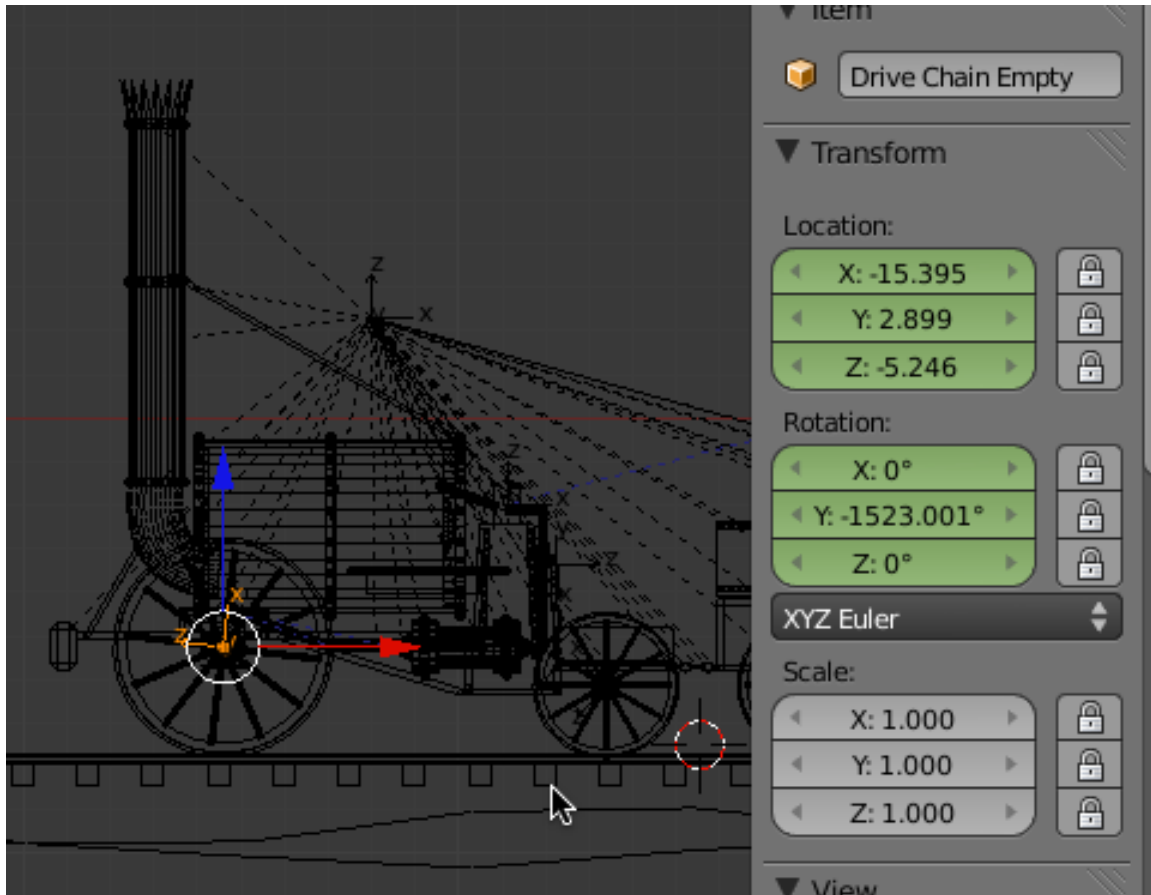 Item
Drive Chain Empty
Transform
Location:
X: -15.395
Y: 2.899
Z: -5.246
Rotation:
X: 0°
Y: -1523.001°
Z: 0°
XYZ Euler
Scale:
X: 1.000
Y: 1.000
Z: 1.000
View
z
x
z
x
x
z